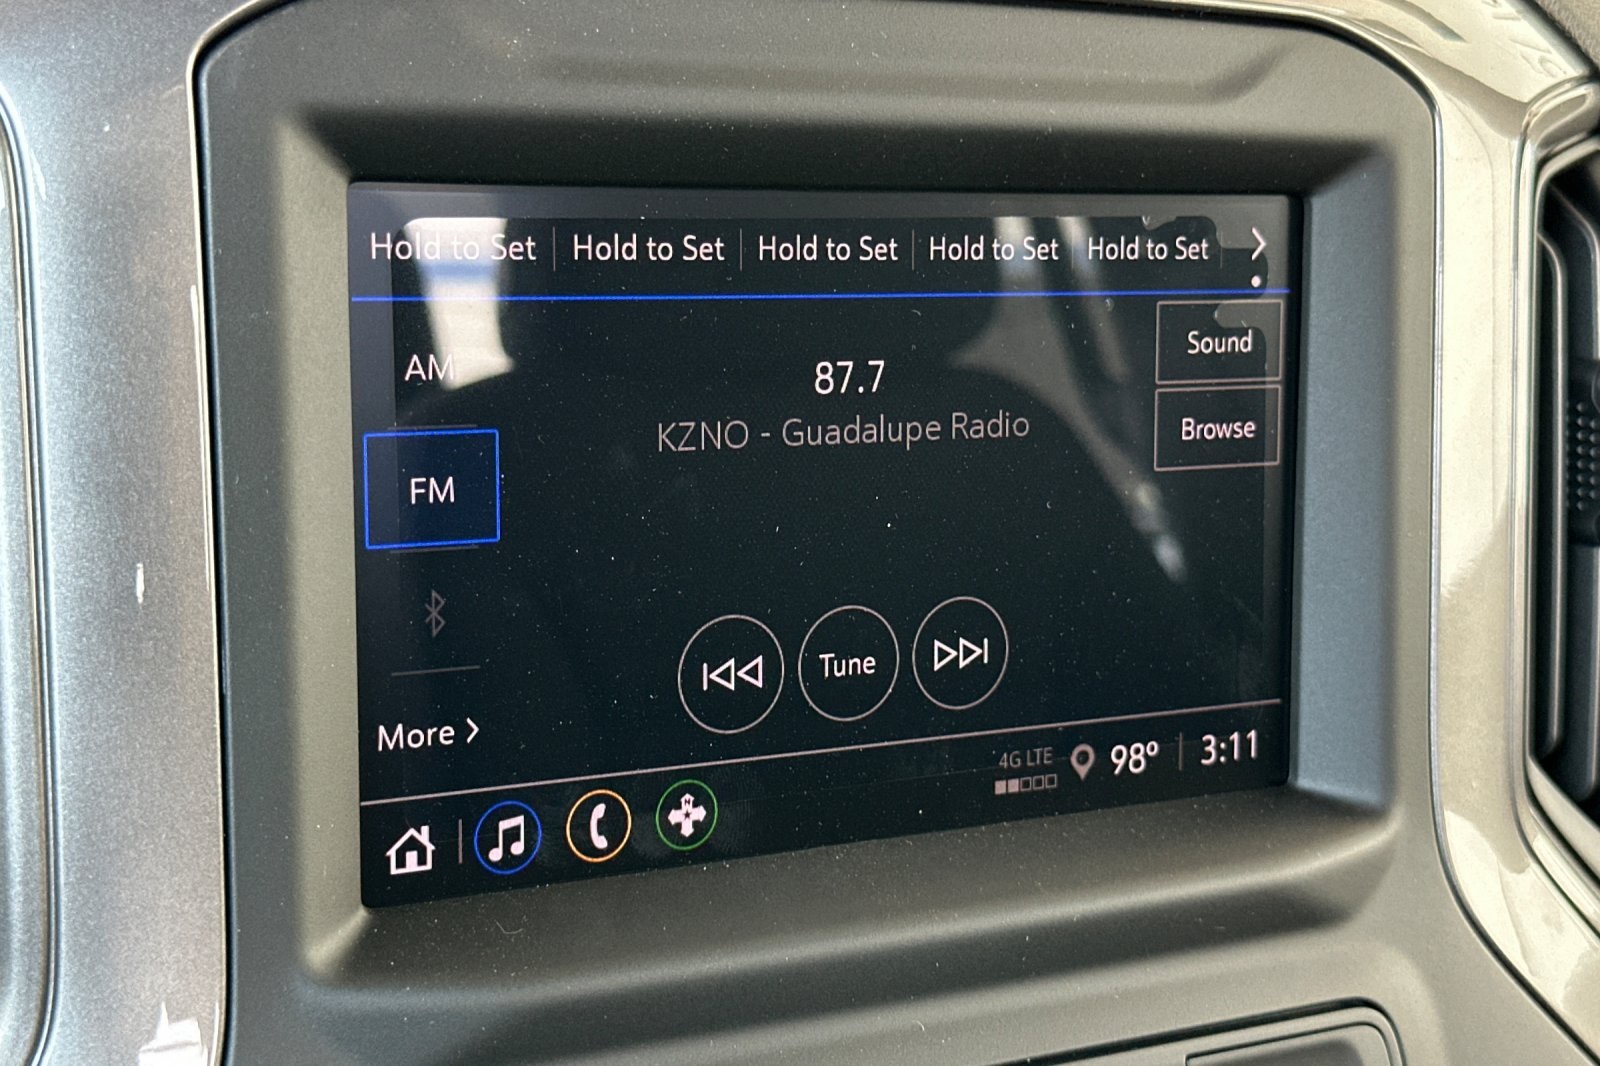 Hold to Set Hold to Set Hold to Set Hold to Set Hold to Set
Sound
AM
87.7
KZNO - Guadalupe Radio
Browse
FM
Tune
More
4G LTE 98° 3:11
N